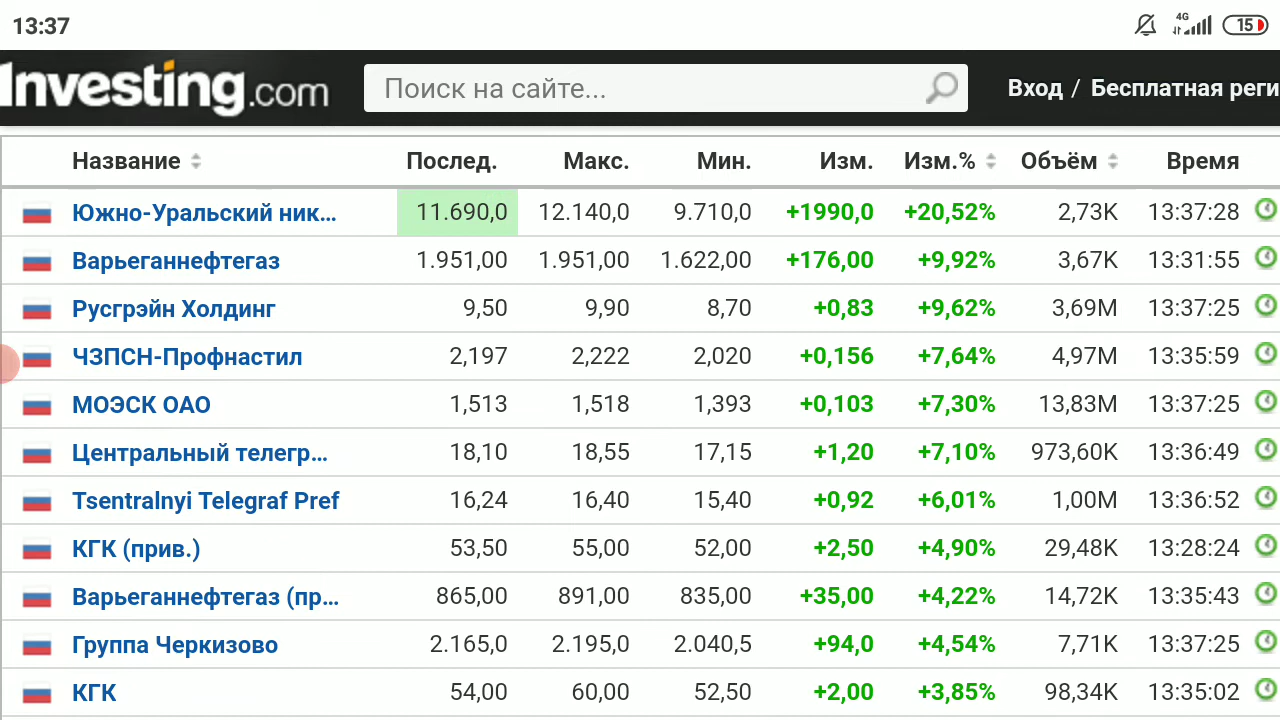 13:37 4G 15
Investing.com Поиск на сайте... Вход / Бесплатная реги
Название Послед. Макс. Мин. Изм. Изм.% Объём Время
Южно-Уральский ник... 11.690,0 12.140,0 9.710,0 +1990,0 +20,52% 2,73K 13:37:28
Варьеганнефтегаз 1.951,00 1.951,00 1.622,00 +176,00 +9,92% 3,67K 13:31:55
Русгрэйн Холдинг 9,50 9,90 8,70 +0,83 +9,62% 3,69M 13:37:25
ЧЗПСН-Профнастил 2,197 2,222 2,020 +0,156 +7,64% 4,97M 13:35:59
МОЭСК ОАО 1,513 1,518 1,393 +0,103 +7,30% 13,83M 13:37:25
Центральный телегр... 18,10 18,55 17,15 +1,20 +7,10% 973,60K 13:36:49
Tsentralnyi Telegraf Pref 16,24 16,40 15,40 +0,92 +6,01% 1,00M 13:36:52
КГК (прив.) 53,50 55,00 52,00 +2,50 +4,90% 29,48K 13:28:24
Варьеганнефтегаз (пр... 865,00 891,00 835,00 +35,00 +4,22% 14,72K 13:35:43
Группа Черкизово 2.165,0 2.195,0 2.040,5 +94,0 +4,54% 7,71K 13:37:25
КГК 54,00 60,00 52,50 +2,00 +3,85% 98,34K 13:35:02